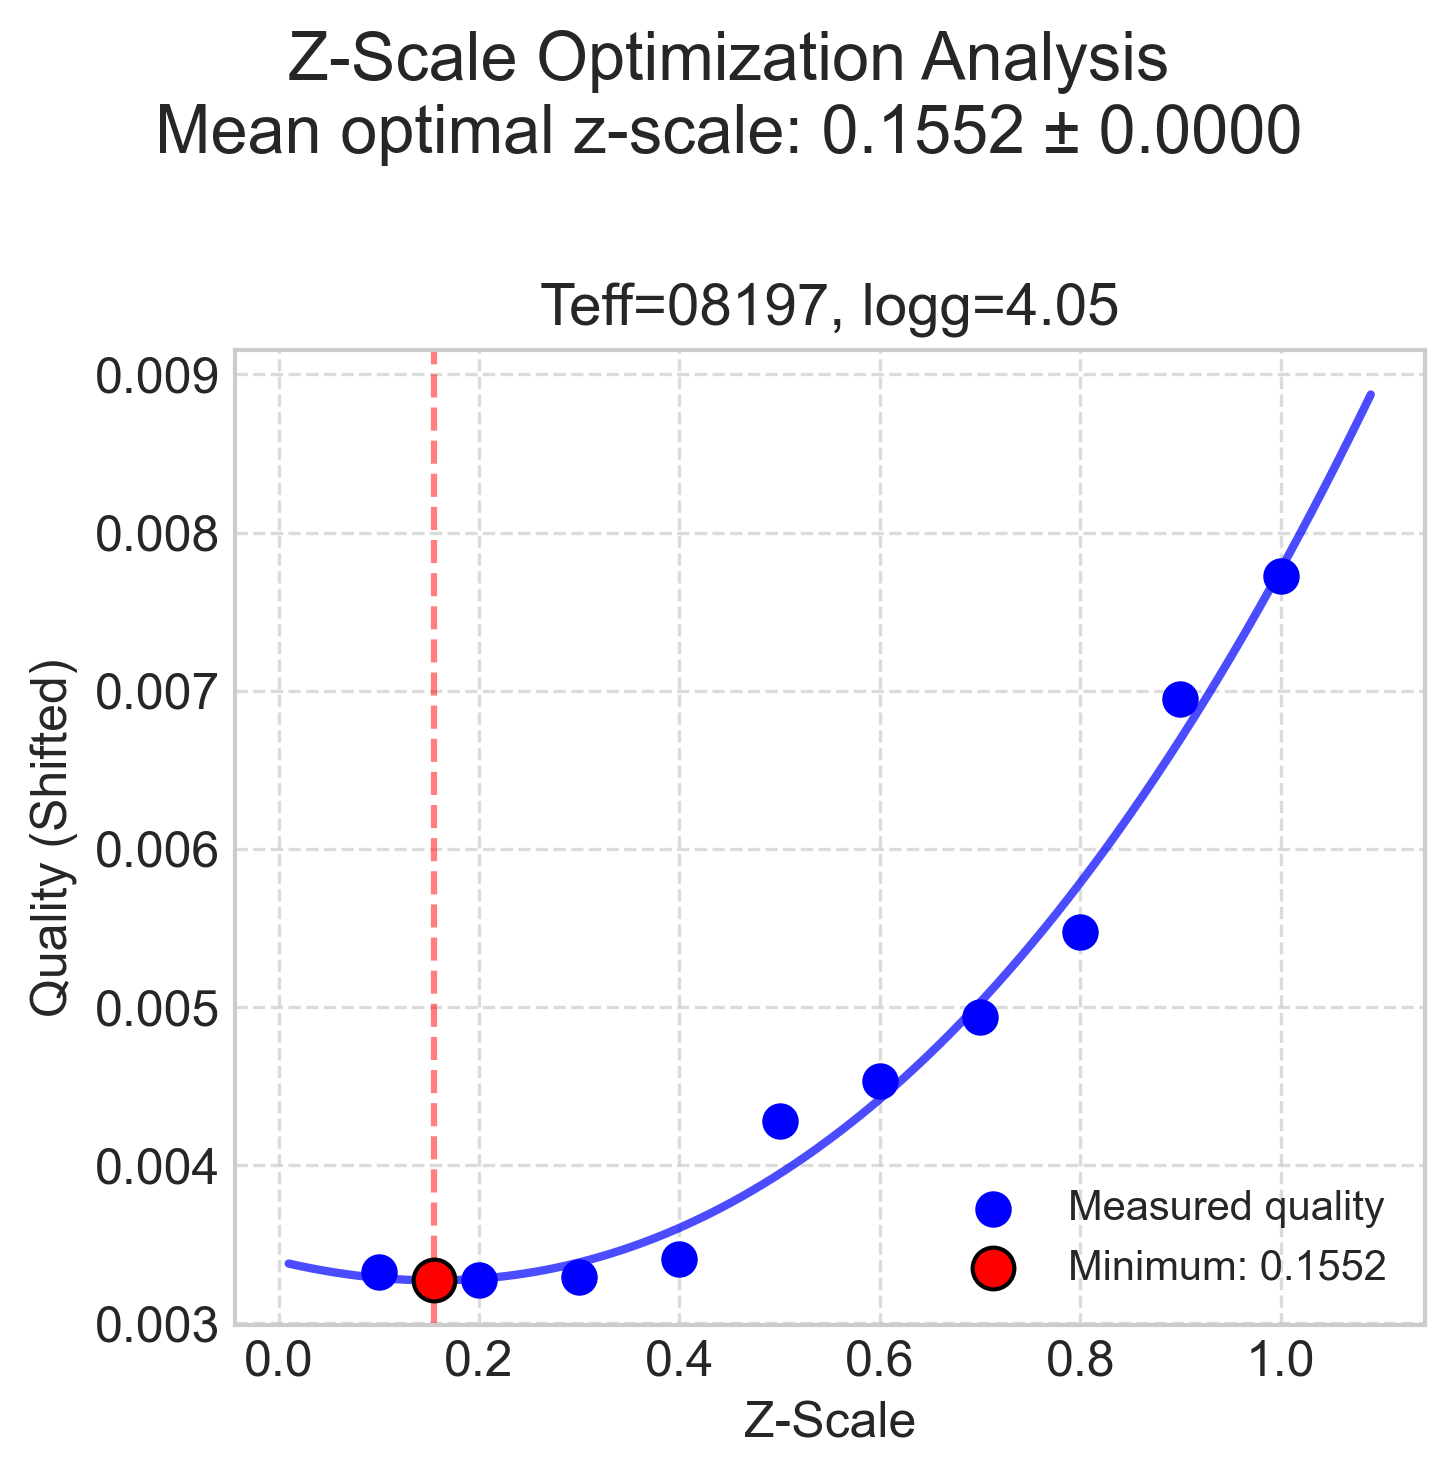 Z-Scale Optimization Analysis
Mean optimal z-scale: 0.1552 ± 0.0000
Teff=08197, logg=4.05
0.009
0.008
0.007
0.006
0.005
0.004
0.003
Quality (Shifted)
Measured quality
Minimum: 0.1552
0.0 0.2 0.4 0.6 0.8 1.0
Z-Scale